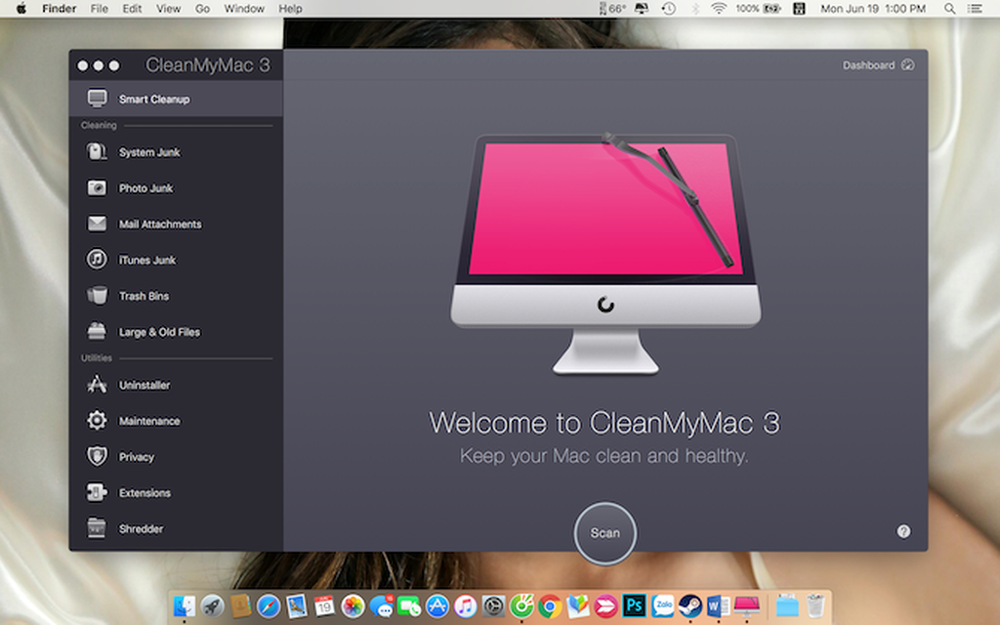 Finder File Edit View Go Window Help 66° 100% Mon Jun 19 1:00 PM
CleanMyMac 3
Dashboard
Smart Cleanup
Cleaning
System Junk
Photo Junk
Mail Attachments
iTunes Junk
Trash Bins
Large & Old Files
Utilities
Uninstaller
Maintenance
Privacy
Extensions
Shredder
Welcome to CleanMyMac 3
Keep your Mac clean and healthy.
Scan
?
19
Ps
Zalo
W